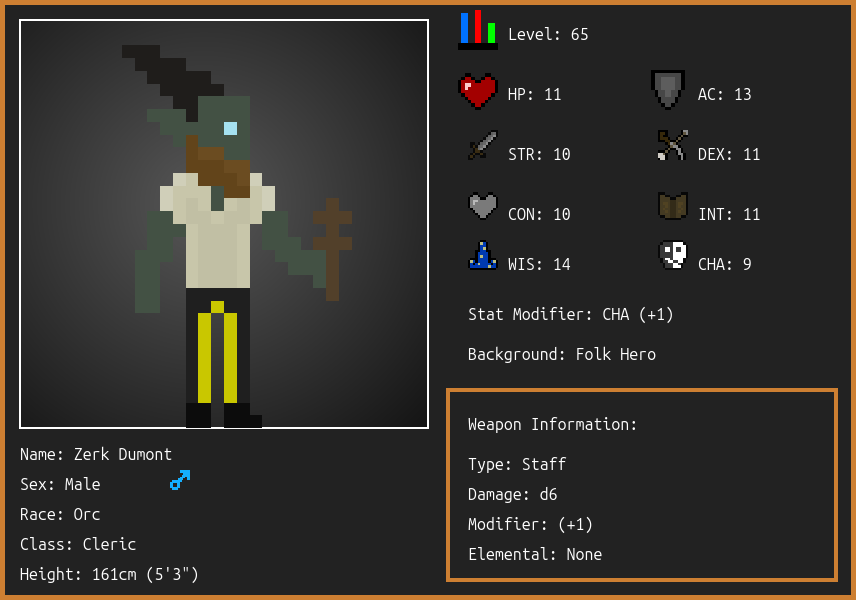 Level: 65
HP: 11
AC: 13
STR: 10
DEX: 11
CON: 10
INT: 11
WIS: 14
CHA: 9
Stat Modifier: CHA (+1)
Background: Folk Hero
Weapon Information:
Type: Staff
Damage: d6
Modifier: (+1)
Elemental: None
Name: Zerk Dumont
Sex: Male
Race: Orc
Class: Cleric
Height: 161cm (5'3")